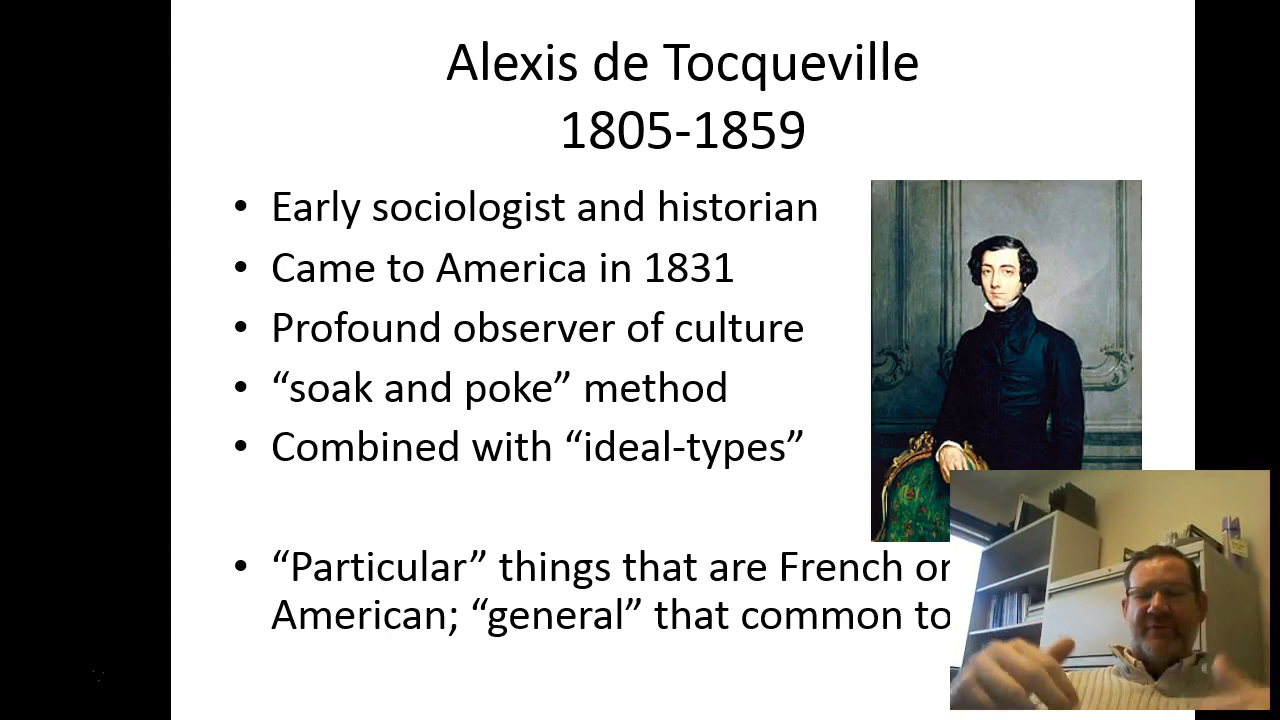 Alexis de Tocqueville
1805-1859
• Early sociologist and historian
• Came to America in 1831
• Profound observer of culture
• “soak and poke” method
• Combined with “ideal-types”
• “Particular” things that are French or
American; “general” that common to